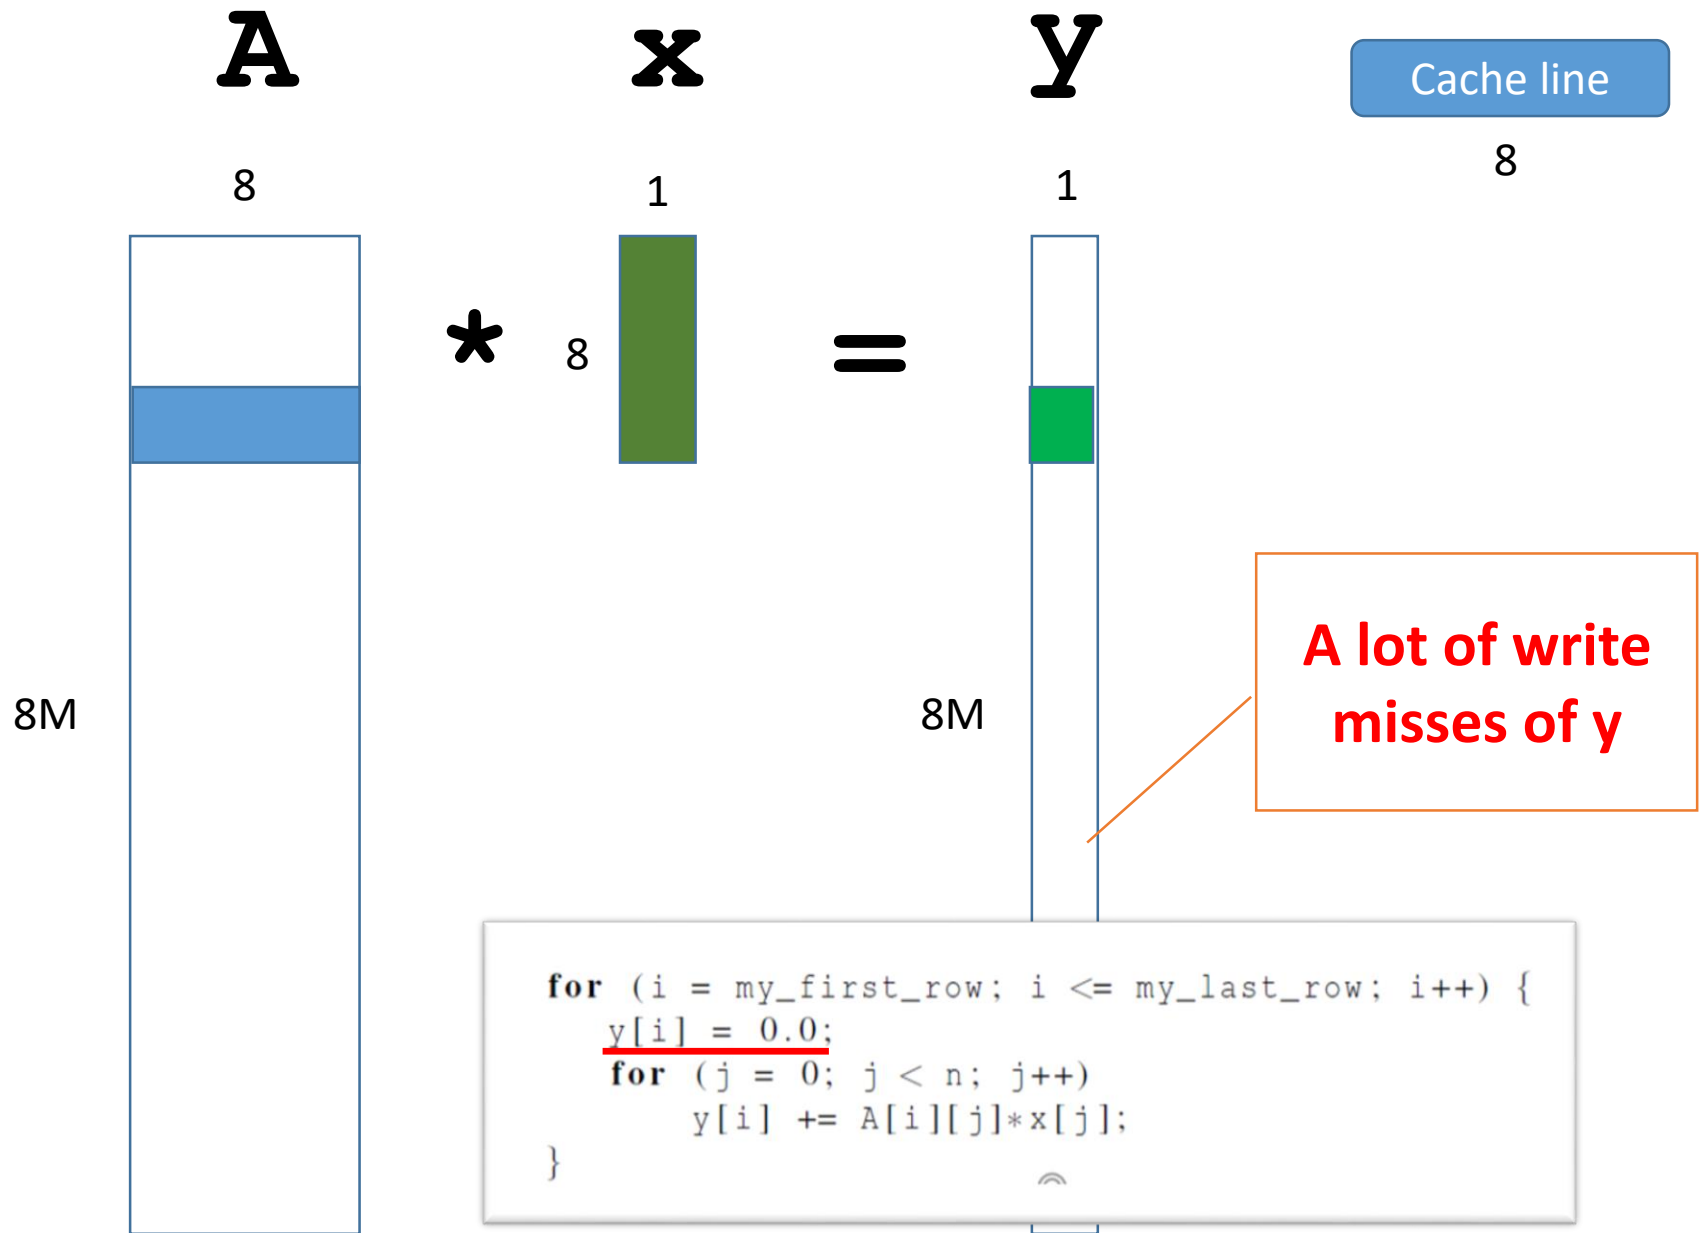 A
x
y
Cache line
8
8
1
1
*
8
=
8M
8M
A lot of write
misses of y
for (i = my_first_row; i <= my_last_row; i++) {
y[i] = 0.0;
for (j = 0; j < n; j++)
y[i] += A[i][j]*x[j];
}